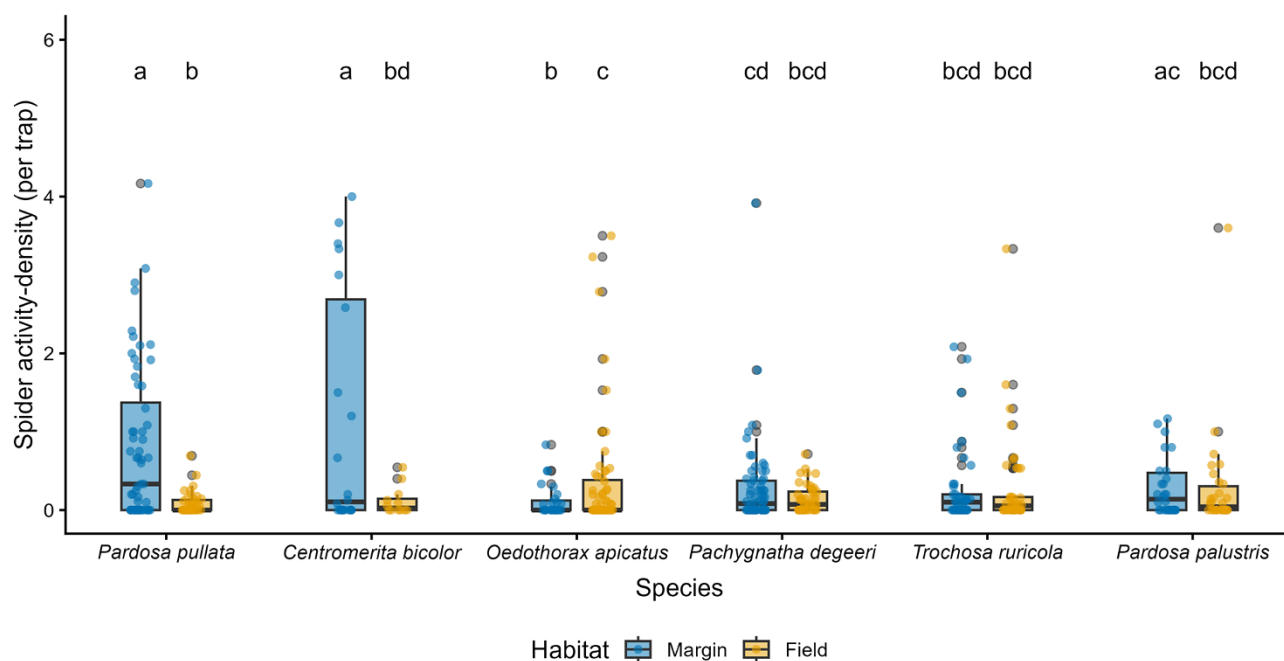 Spider activity-density (per trap)
6
4
2
0
a b a bd b c cd bcd bcd bcd ac bcd
Pardosa pullata Centromerita bicolor Oedothorax apicatus Pachygnatha degeeri Trochosa ruricola Pardosa palustris
Species
Habitat Margin Field